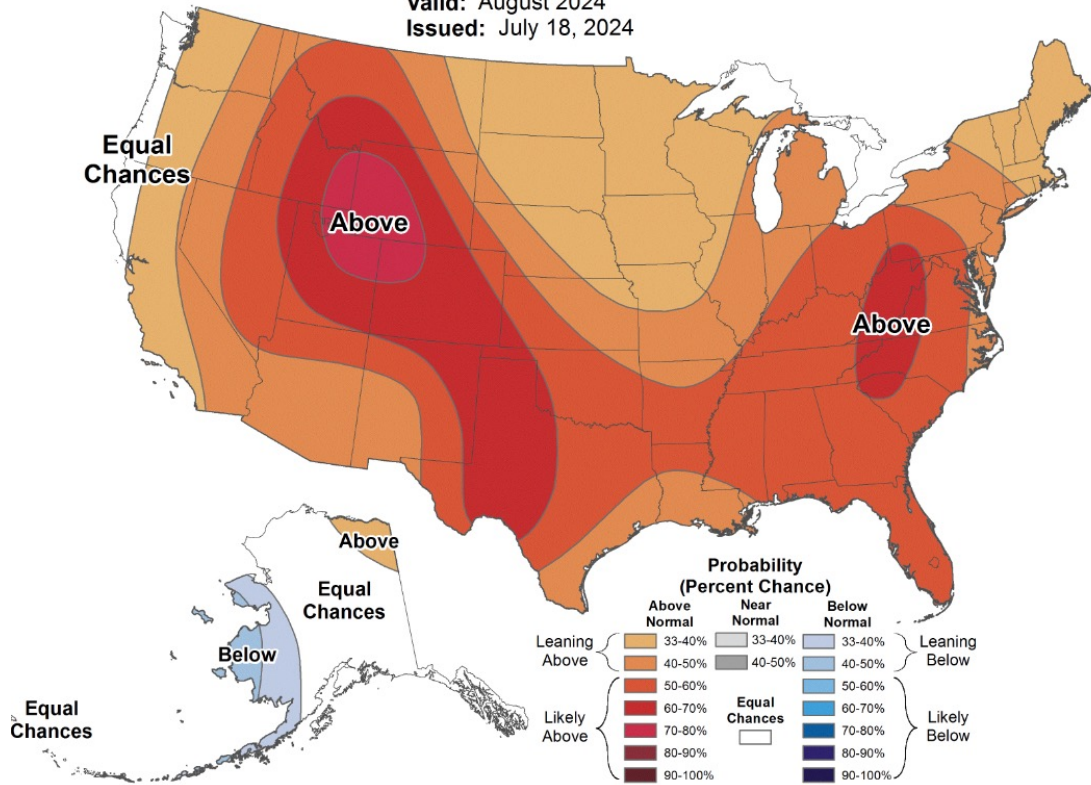 Valid: August 2024
Issued: July 18, 2024
Equal
Chances
Above
Above
Above
Equal
Chances
Below
Equal
Chances
Probability
(Percent Chance)
Above
Normal
Near
Normal
Below
Normal
Leaning
Above
33-40%
33-40%
33-40%
Leaning
Below
40-50%
40-50%
40-50%
Likely
Above
50-60%
60-70%
70-80%
80-90%
90-100%
Equal
Chances
50-60%
60-70%
70-80%
80-90%
90-100%
Likely
Below